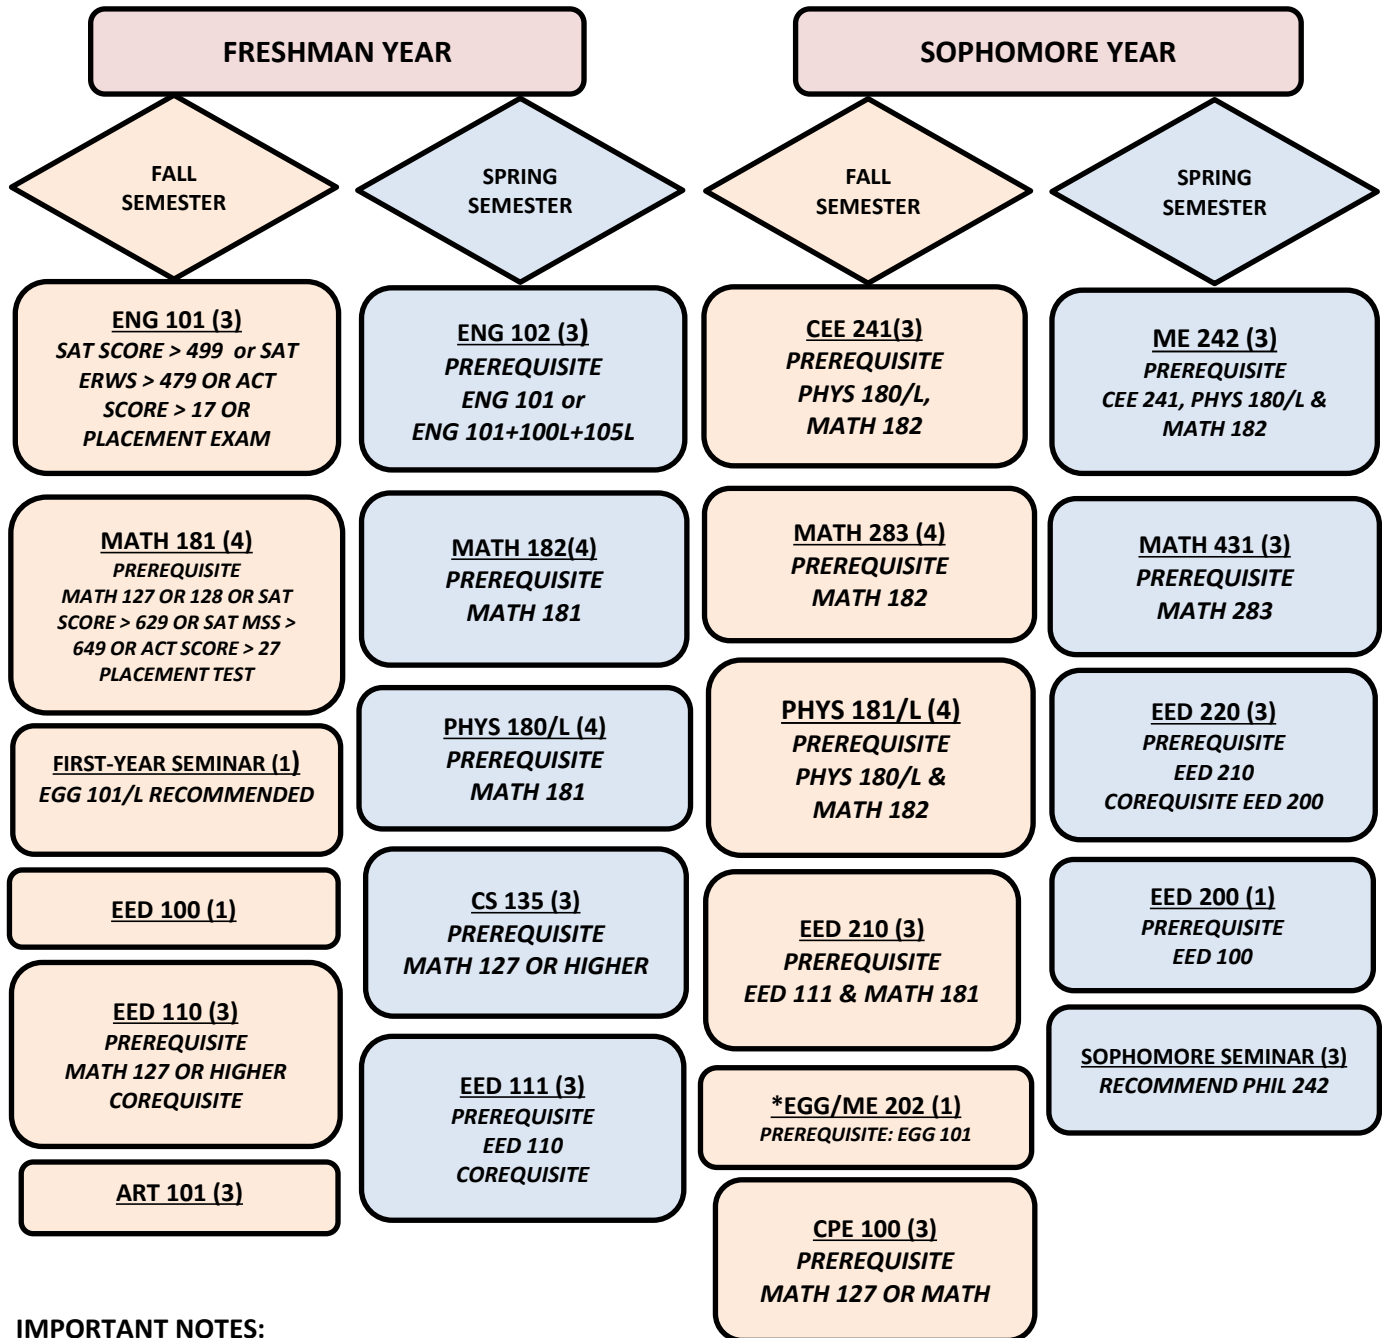 FRESHMAN YEAR
SOPHOMORE YEAR
FALL
SEMESTER
SPRING
SEMESTER
FALL
SEMESTER
SPRING
SEMESTER
ENG 101 (3)
SAT SCORE > 499 or SAT
ERWS > 479 OR ACT
SCORE > 17 OR
PLACEMENT EXAM
MATH 181 (4)
PREREQUISITE
MATH 127 OR 128 OR SAT
SCORE > 629 OR SAT MSS >
649 OR ACT SCORE > 27
PLACEMENT TEST
FIRST-YEAR SEMINAR (1)
EGG 101/L RECOMMENDED
EED 100 (1)
EED 110 (3)
PREREQUISITE
MATH 127 OR HIGHER
COREQUISITE
ART 101 (3)
ENG 102 (3)
PREREQUISITE
ENG 101 or
ENG 101+100L+105L
MATH 182(4)
PREREQUISITE
MATH 181
PHYS 180/L (4)
PREREQUISITE
MATH 181
CS 135 (3)
PREREQUISITE
MATH 127 OR HIGHER
EED 111 (3)
PREREQUISITE
EED 110
COREQUISITE
CEE 241(3)
PREREQUISITE
PHYS 180/L,
MATH 182
MATH 283 (4)
PREREQUISITE
MATH 182
PHYS 181/L (4)
PREREQUISITE
PHYS 180/L &
MATH 182
EED 210 (3)
PREREQUISITE
EED 111 & MATH 181
*EGG/ME 202 (1)
PREREQUISITE: EGG 101
CPE 100 (3)
PREREQUISITE
MATH 127 OR MATH
ME 242 (3)
PREREQUISITE
CEE 241, PHYS 180/L &
MATH 182
MATH 431 (3)
PREREQUISITE
MATH 283
EED 220 (3)
PREREQUISITE
EED 210
COREQUISITE EED 200
EED 200 (1)
PREREQUISITE
EED 100
SOPHOMORE SEMINAR (3)
RECOMMEND PHIL 242
IMPORTANT NOTES: